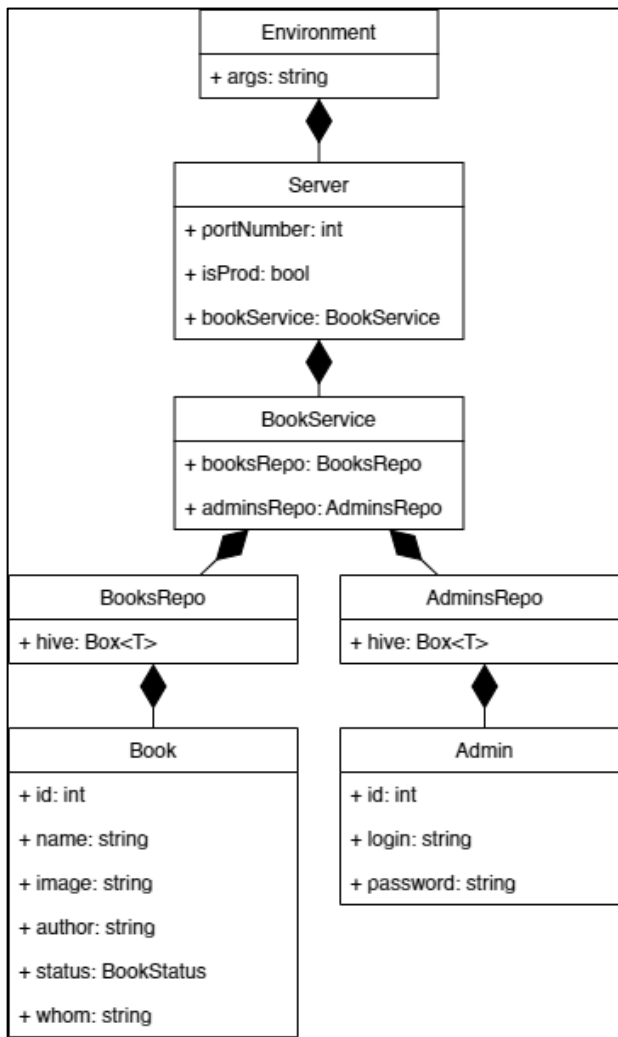 Environment
+ args: string
Server
+ portNumber: int
+ isProd: bool
+ bookService: BookService
BookService
+ booksRepo: BooksRepo
+ adminsRepo: AdminsRepo
BooksRepo
+ hive: Box<T>
AdminsRepo
+ hive: Box<T>
Book
+ id: int
+ name: string
+ image: string
+ author: string
+ status: BookStatus
+ whom: string
Admin
+ id: int
+ login: string
+ password: string